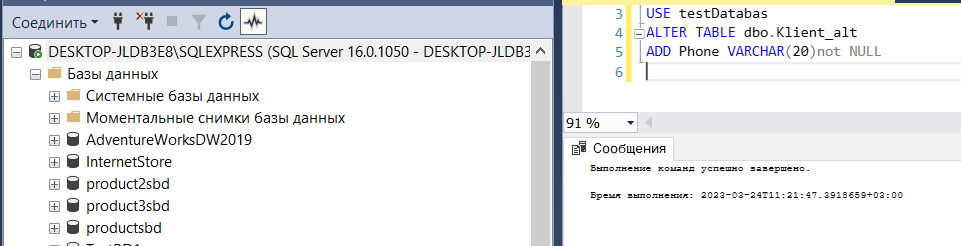 Соединить
DESKTOP-JLDB3E8\SQLEXPRESS (SQL Server 16.0.1050 - DESKTOP-JLDB3
Базы данных
Системные базы данных
Моментальные снимки базы данных
AdventureWorksDW2019
InternetStore
product2sbd
product3sbd
productsbd
3 USE testDatabas
4 ALTER TABLE dbo.Klient_alt
5 ADD Phone VARCHAR(20)not NULL
6
91 %
Сообщения
Выполнение команд успешно завершено.
Время выполнения: 2023-03-24T11:21:47.3918659+03:00